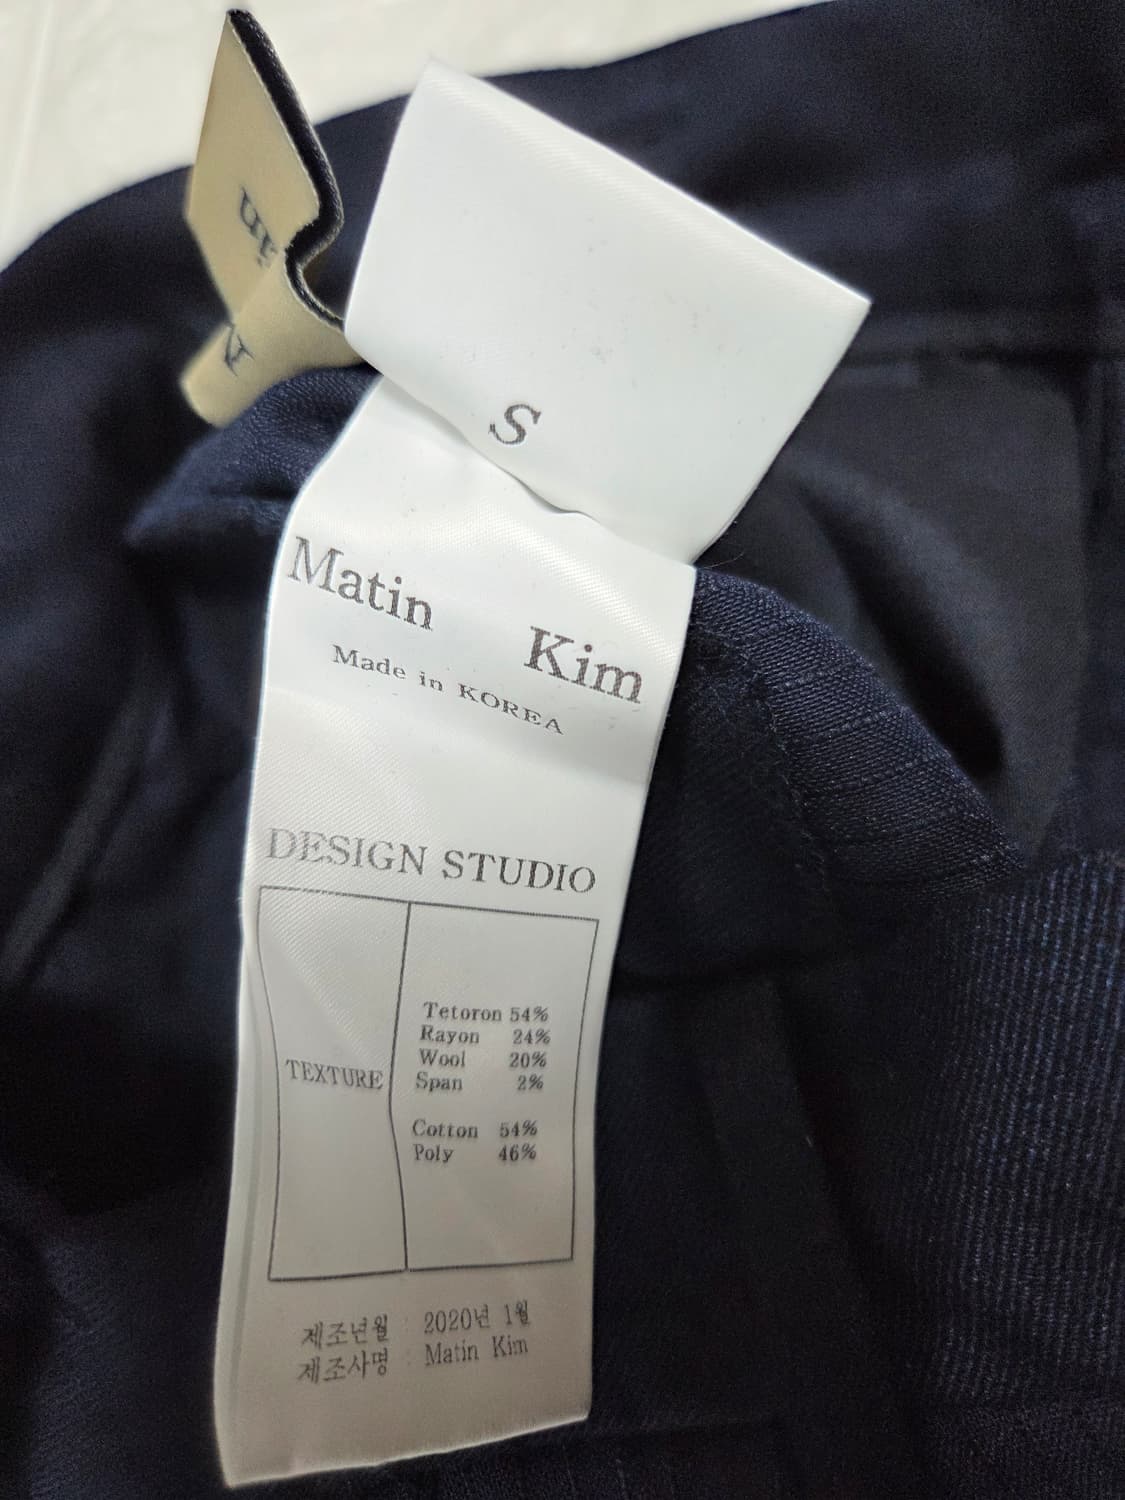 S
Matin Kim
Made in KOREA
DESIGN STUDIO
TEXTURE
Tetoron 54%
Rayon 24%
Wool 20%
Span 2%
Cotton 54%
Poly 46%
제조년월 : 2020년 1월
제조사명 : Matin Kim